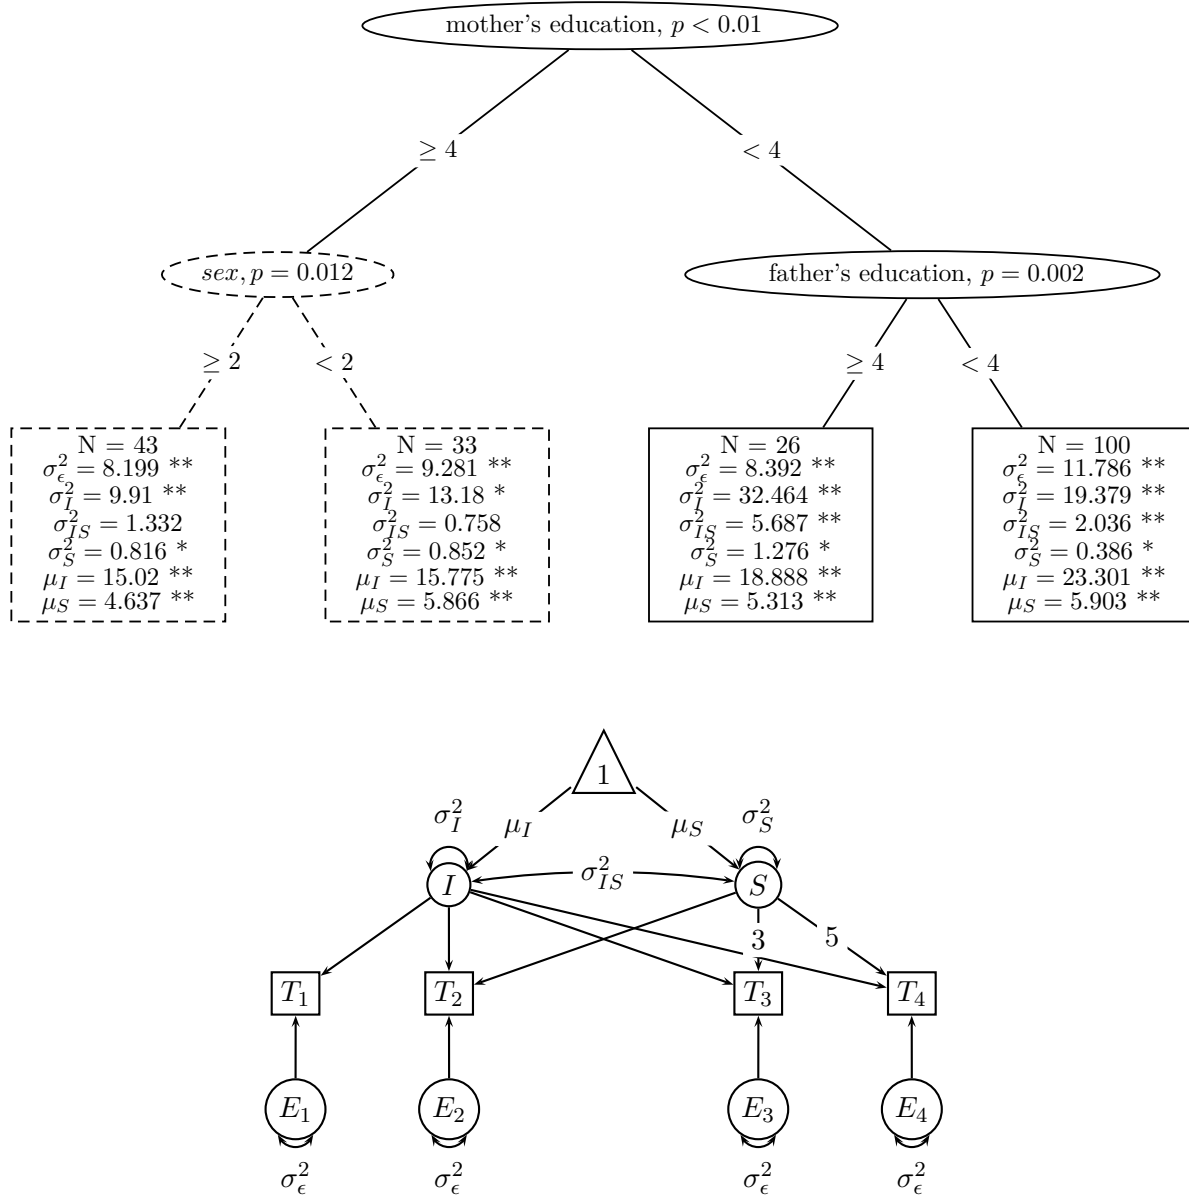 mother's education, p < 0.01
≥ 4
< 4
sex, p = 0.012
father's education, p = 0.002
≥ 2
< 2
≥ 4
< 4
N = 43
σ²_ϵ = 8.199 **
σ²_I = 9.91 **
σ²_IS = 1.332
σ²_S = 0.816 *
μ_I = 15.02 **
μ_S = 4.637 **
N = 33
σ²_ϵ = 9.281 **
σ²_I = 13.18 *
σ²_IS = 0.758
σ²_S = 0.852 *
μ_I = 15.775 **
μ_S = 5.866 **
N = 26
σ²_ϵ = 8.392 **
σ²_I = 32.464 **
σ²_IS = 5.687 **
σ²_S = 1.276 *
μ_I = 18.888 **
μ_S = 5.313 **
N = 100
σ²_ϵ = 11.786 **
σ²_I = 19.379 **
σ²_IS = 2.036 **
σ²_S = 0.386 *
μ_I = 23.301 **
μ_S = 5.903 **
1
σ²_I
μ_I
μ_S
σ²_S
I
σ²_IS
S
3
5
T₁
T₂
T₃
T₄
E₁
E₂
E₃
E₄
σ²_ϵ
σ²_ϵ
σ²_ϵ
σ²_ϵ